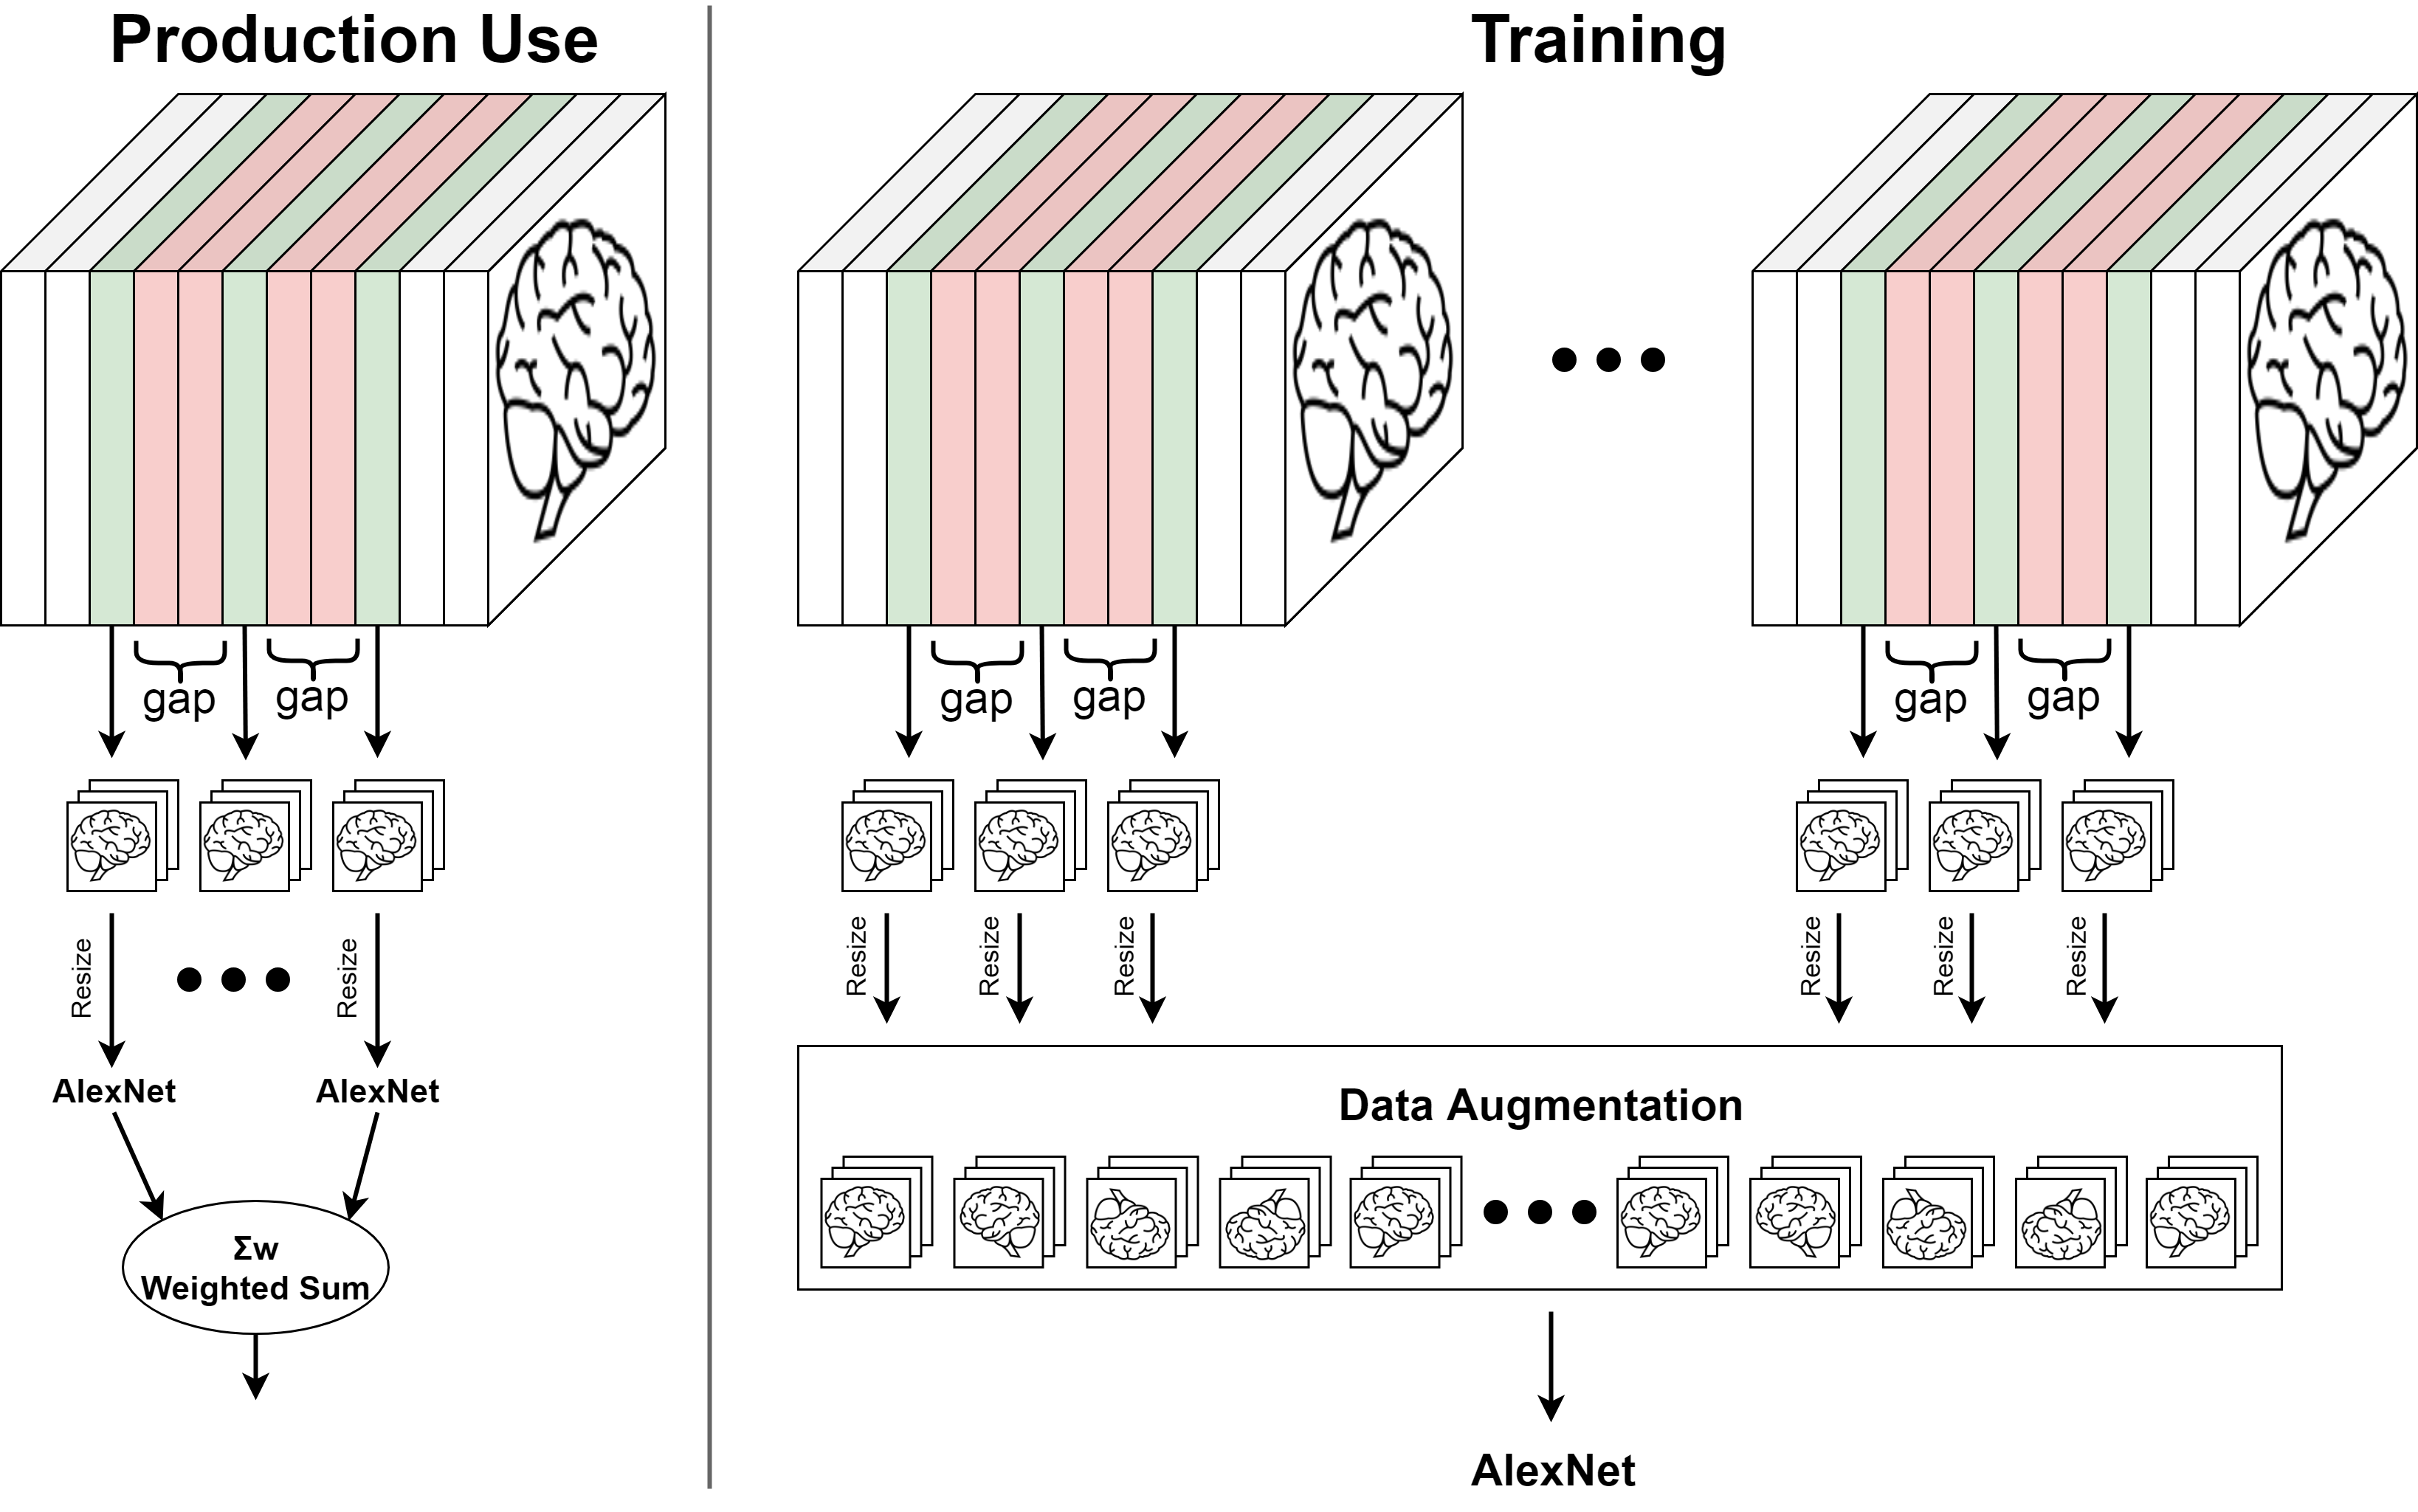 Production Use
gap
gap
Resize
Resize
AlexNet
AlexNet
Σw
Weighted Sum
Training
gap
gap
gap
gap
Resize
Resize
Resize
Resize
Resize
Resize
Data Augmentation
AlexNet